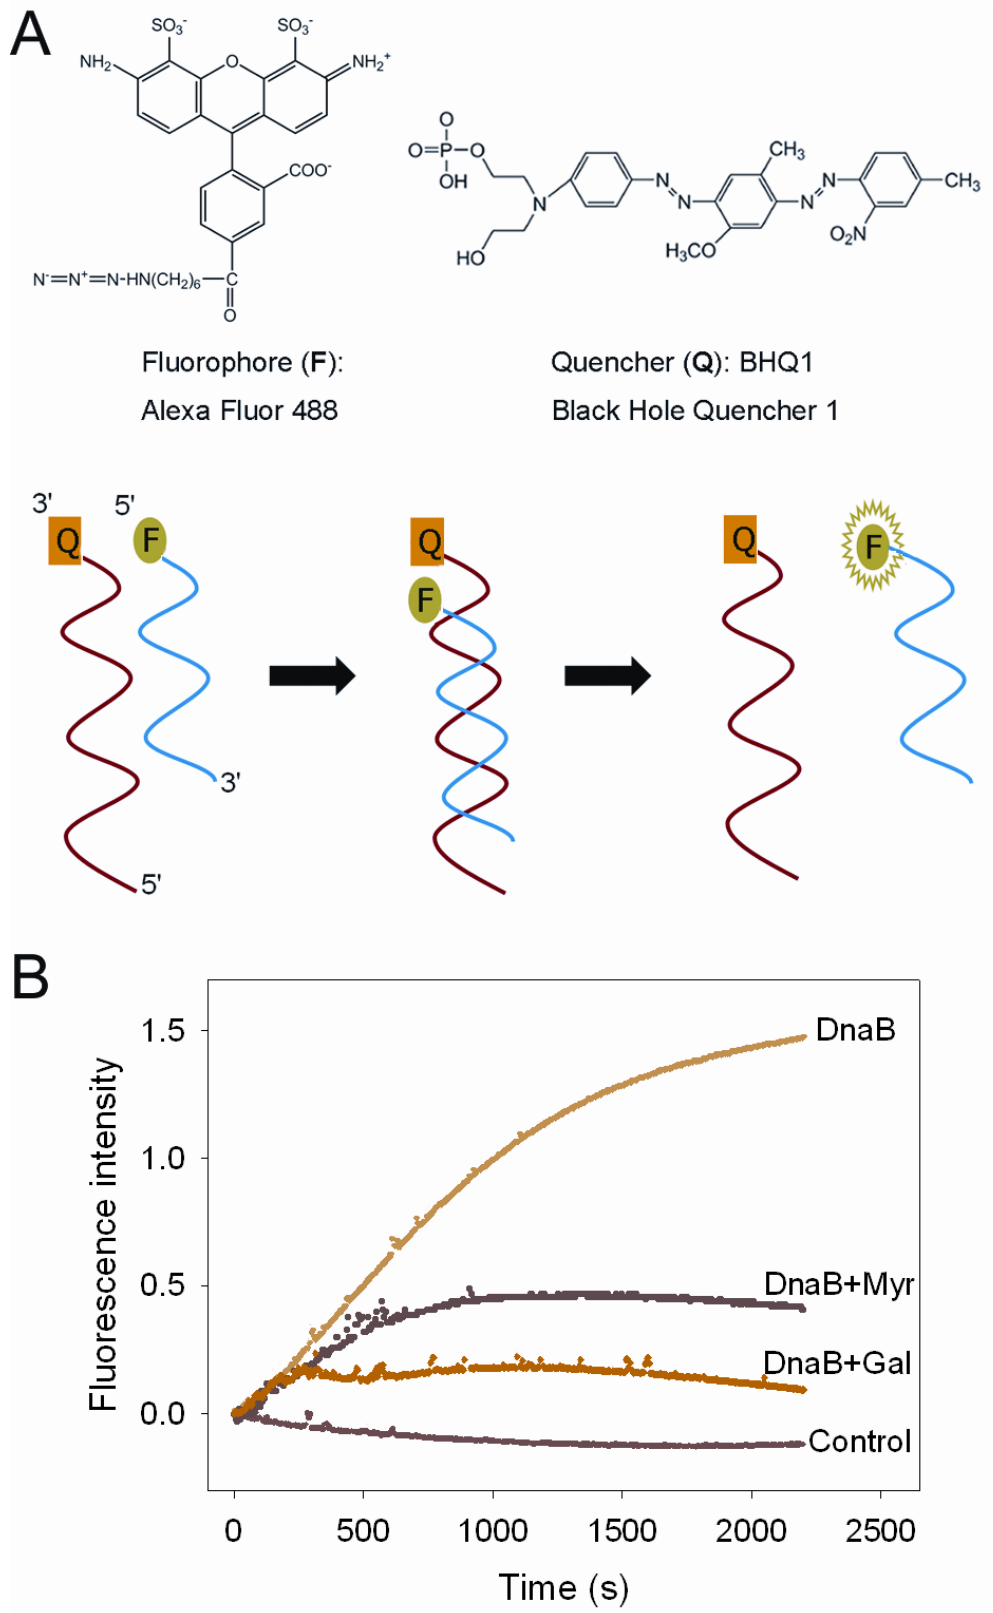 A
SO₃⁻ SO₃⁻
NH₂ O NH₂⁺
COO⁻
N⁻=N⁺=N-HN(CH₂)₆ C
O
O
O=P O
OH
N
HO
N=N
CH₃
H₃CO
N=N
CH₃
O₂N
Fluorophore (F):
Alexa Fluor 488
Quencher (Q): BHQ1
Black Hole Quencher 1
3' 5'
Q F Q F Q F
3'
5'
B
Fluorescence intensity
1.5
1.0
0.5
0.0
DnaB
DnaB+Myr
DnaB+Gal
Control
0 500 1000 1500 2000 2500
Time (s)